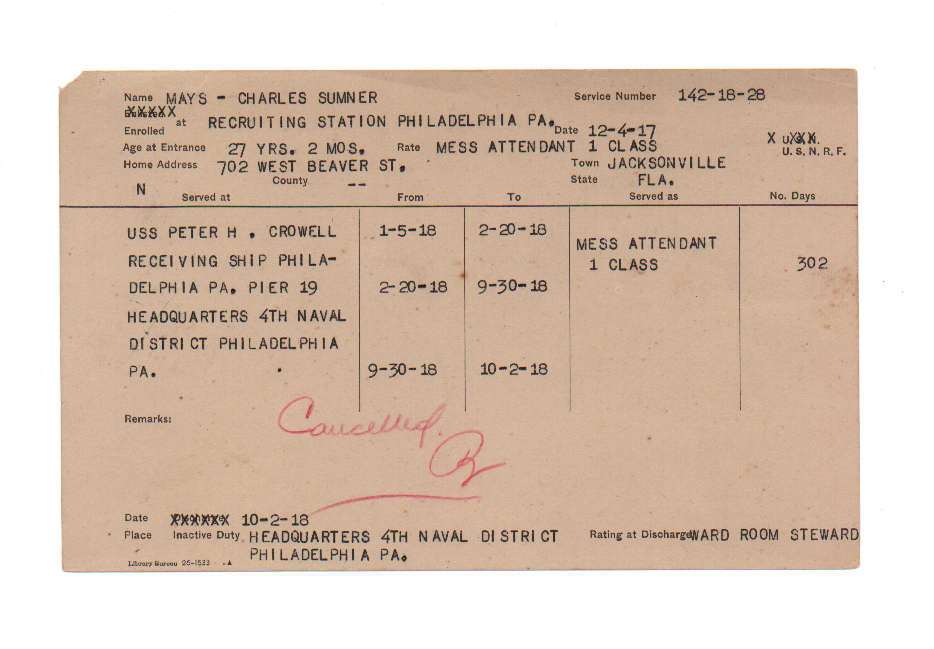 Name MAYS - CHARLES SUMNER Service Number 142-18-28
Enrolled at RECRUITING STATION PHILADELPHIA PA. Date 12-4-17
Age at Entrance 27 YRS. 2 MOS. Rate MESS ATTENDANT 1 CLASS X U.S.N.R.F.
Home Address 702 WEST BEAVER ST. Town JACKSONVILLE
N County -- State FLA.
Served at From To Served as No. Days
USS PETER H . CROWELL 1-5-18 2-20-18 MESS ATTENDANT
RECEIVING SHIP PHILA- 1 CLASS 302
DELPHIA PA. PIER 19 2-20-18 9-30-18
HEADQUARTERS 4TH NAVAL
DISTRICT PHILADELPHIA
PA. 9-30-18 10-2-18
Remarks: Cancelled.
Date XXXXXX 10-2-18
Place Inactive Duty HEADQUARTERS 4TH NAVAL DISTRICT Rating at Discharge WARD ROOM STEWARD
PHILADELPHIA PA.
Library Bureau 26-1533 A